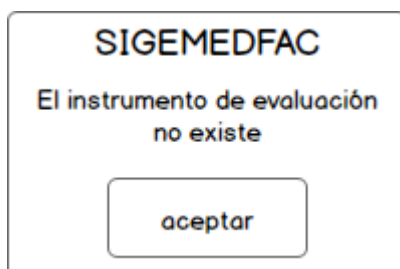 SIGEMEDFAC
El instrumento de evaluación
no existe
aceptar